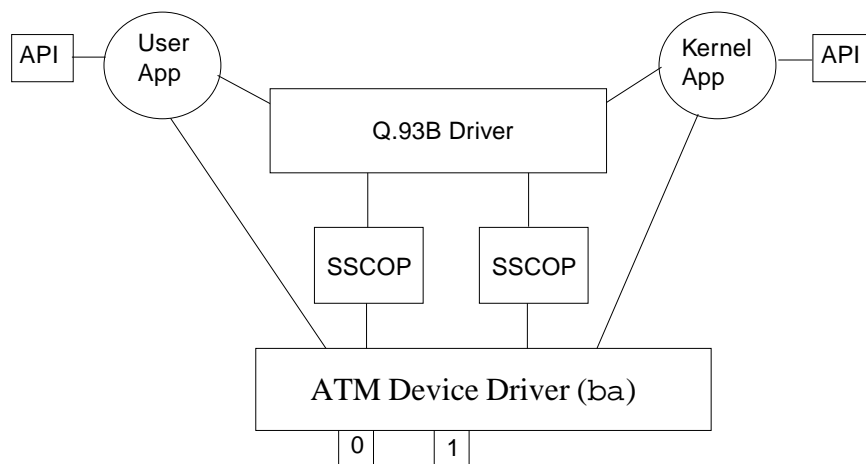 API
User
App
Kernel
App
API
Q.93B Driver
SSCOP
SSCOP
ATM Device Driver (ba)
0
1